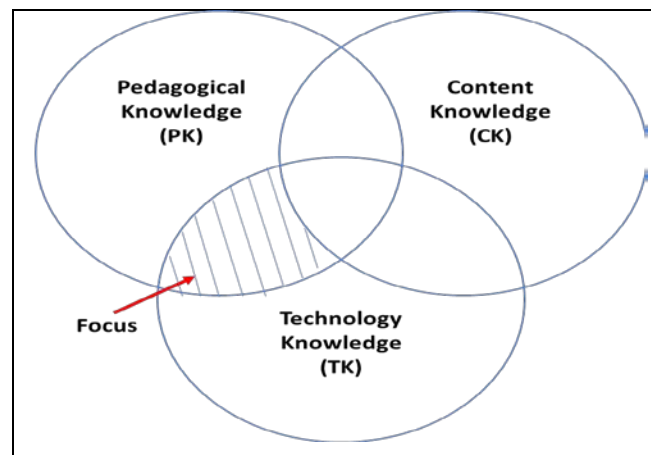 Pedagogical
Knowledge
(PK)
Content
Knowledge
(CK)
Focus
Technology
Knowledge
(TK)